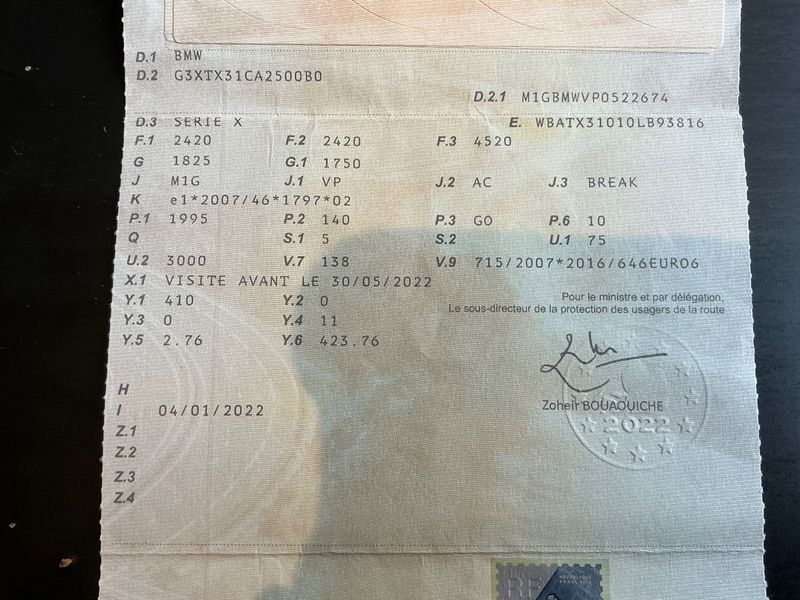 D.1 BMW
D.2 G3XTX31CA2500B0
D.2.1 M1GBMWVP0522674
D.3 SERIE X E. WBATX31010LB93816
F.1 2420 F.2 2420 F.3 4520
G 1825 G.1 1750
J M1G J.1 VP J.2 AC J.3 BREAK
K e1*2007/46*1797*02
P.1 1995 P.2 140 P.3 GO P.6 10
Q S.1 5 S.2 U.1 75
U.2 3000 V.7 138 V.9 715/2007*2016/646EURO6
X.1 VISITE AVANT LE 30/05/2022
Y.1 410 Y.2 0
Y.3 0 Y.4 11
Y.5 2.76 Y.6 423.76
Pour le ministre et par délégation,
Le sous-directeur de la protection des usagers de la route
Zoheir BOUAOUICHE
2022
H
I 04/01/2022
Z.1
Z.2
Z.3
Z.4
RÉPUBLIQUE
FRANÇAISE